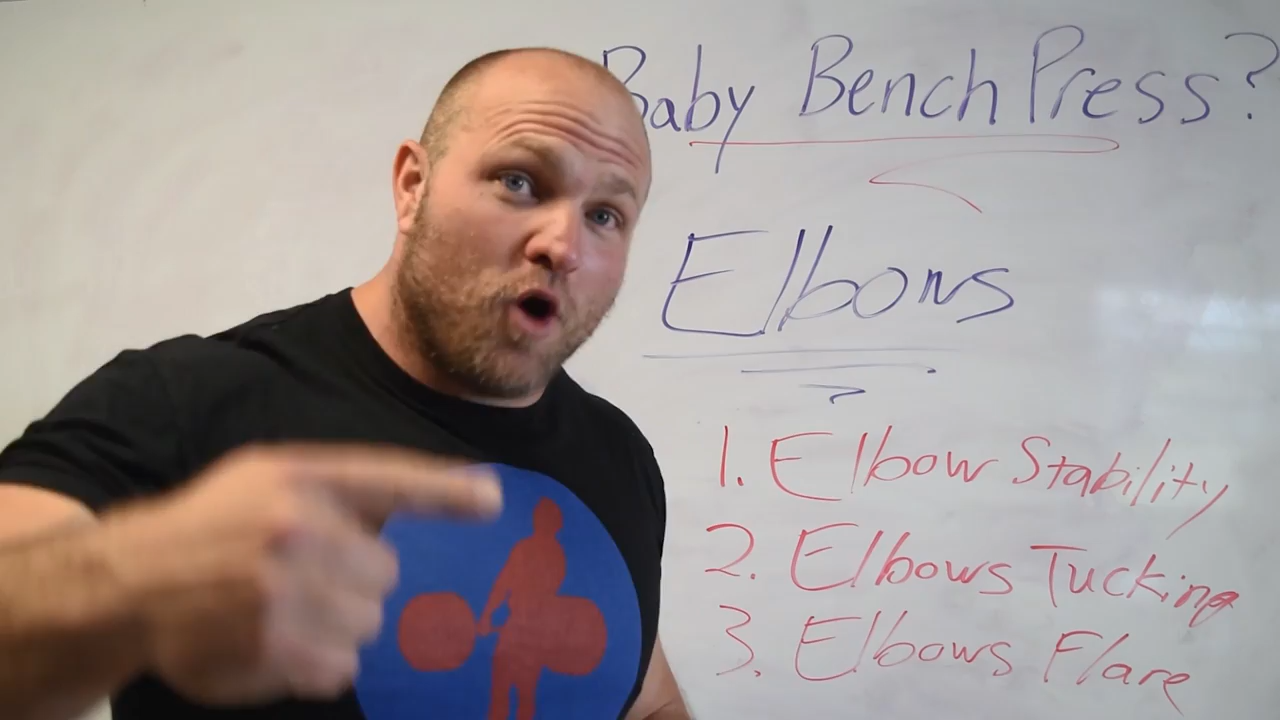 Baby Bench Press?
Elbows
1. Elbow Stability
2. Elbows Tucking
3. Elbows Flare